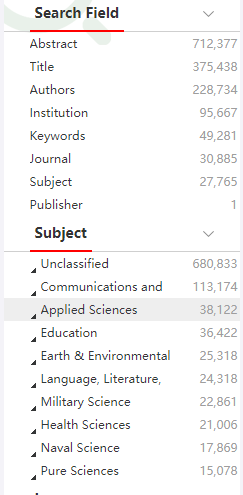 Search Field
Abstract 712,377
Title 375,438
Authors 228,734
Institution 95,667
Keywords 49,281
Journal 30,885
Subject 27,765
Publisher 1
Subject
Unclassified 680,833
Communications and 113,174
Applied Sciences 38,122
Education 36,422
Earth & Environmental 25,318
Language, Literature, 24,318
Military Science 22,861
Health Sciences 21,006
Naval Science 17,869
Pure Sciences 15,078